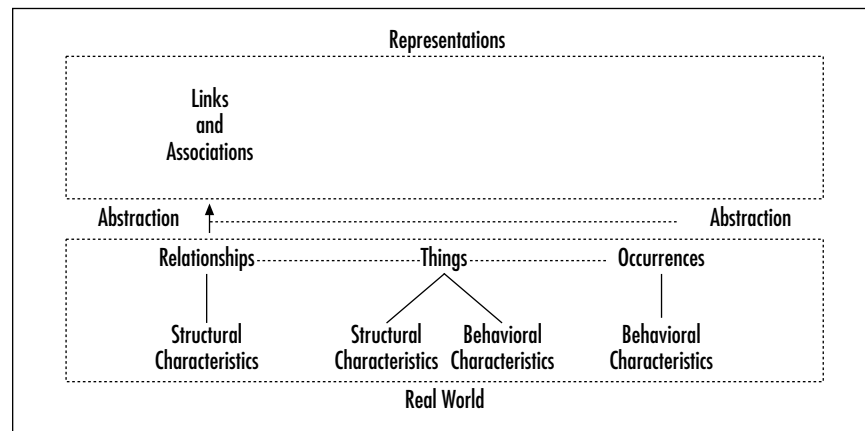 Representations
Links
and
Associations
Abstraction
Abstraction
Relationships
Things
Occurrences
Structural
Characteristics
Structural
Characteristics
Behavioral
Characteristics
Behavioral
Characteristics
Real World